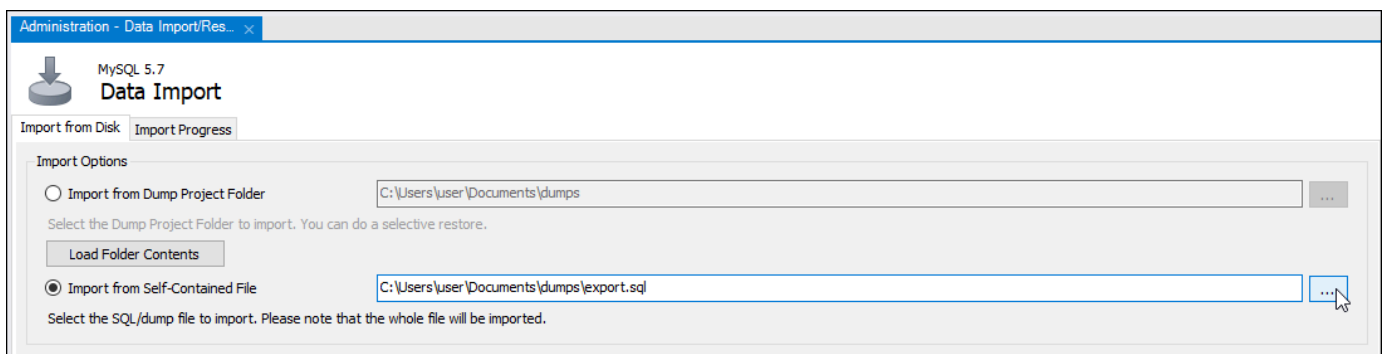 Administration - Data Import/Res... x
MySQL 5.7
Data Import
Import from Disk Import Progress
Import Options
Import from Dump Project Folder C:\Users\user\Documents\dumps ...
Select the Dump Project Folder to import. You can do a selective restore.
Load Folder Contents
Import from Self-Contained File C:\Users\user\Documents\dumps\export.sql ...
Select the SQL/dump file to import. Please note that the whole file will be imported.